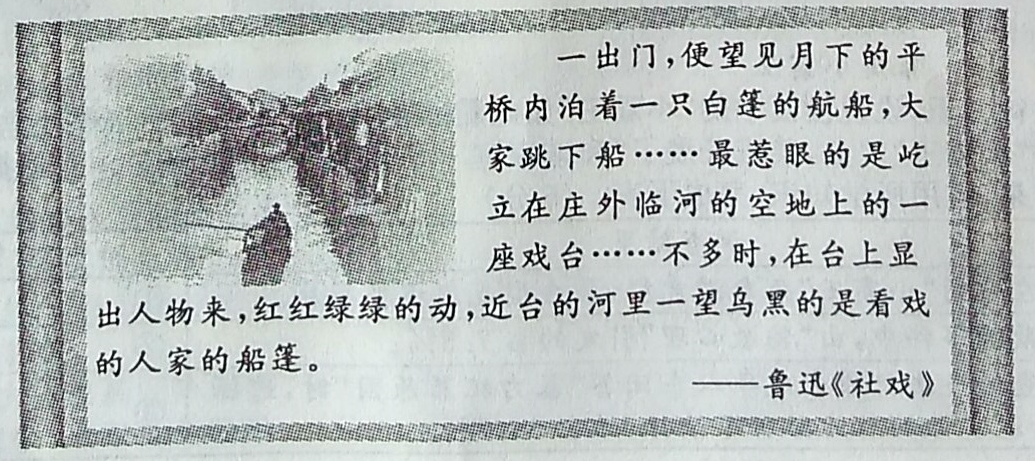 一出门,便望见月下的平
桥内泊着一只白篷的航船,大
家跳下船……最惹眼的是屹
立在庄外临河的空地上的一
座戏台……不多时,在台上显
出人物来,红红绿绿的动,近台的河里一望乌黑的是看戏
的人家的船篷。
——鲁迅《社戏》